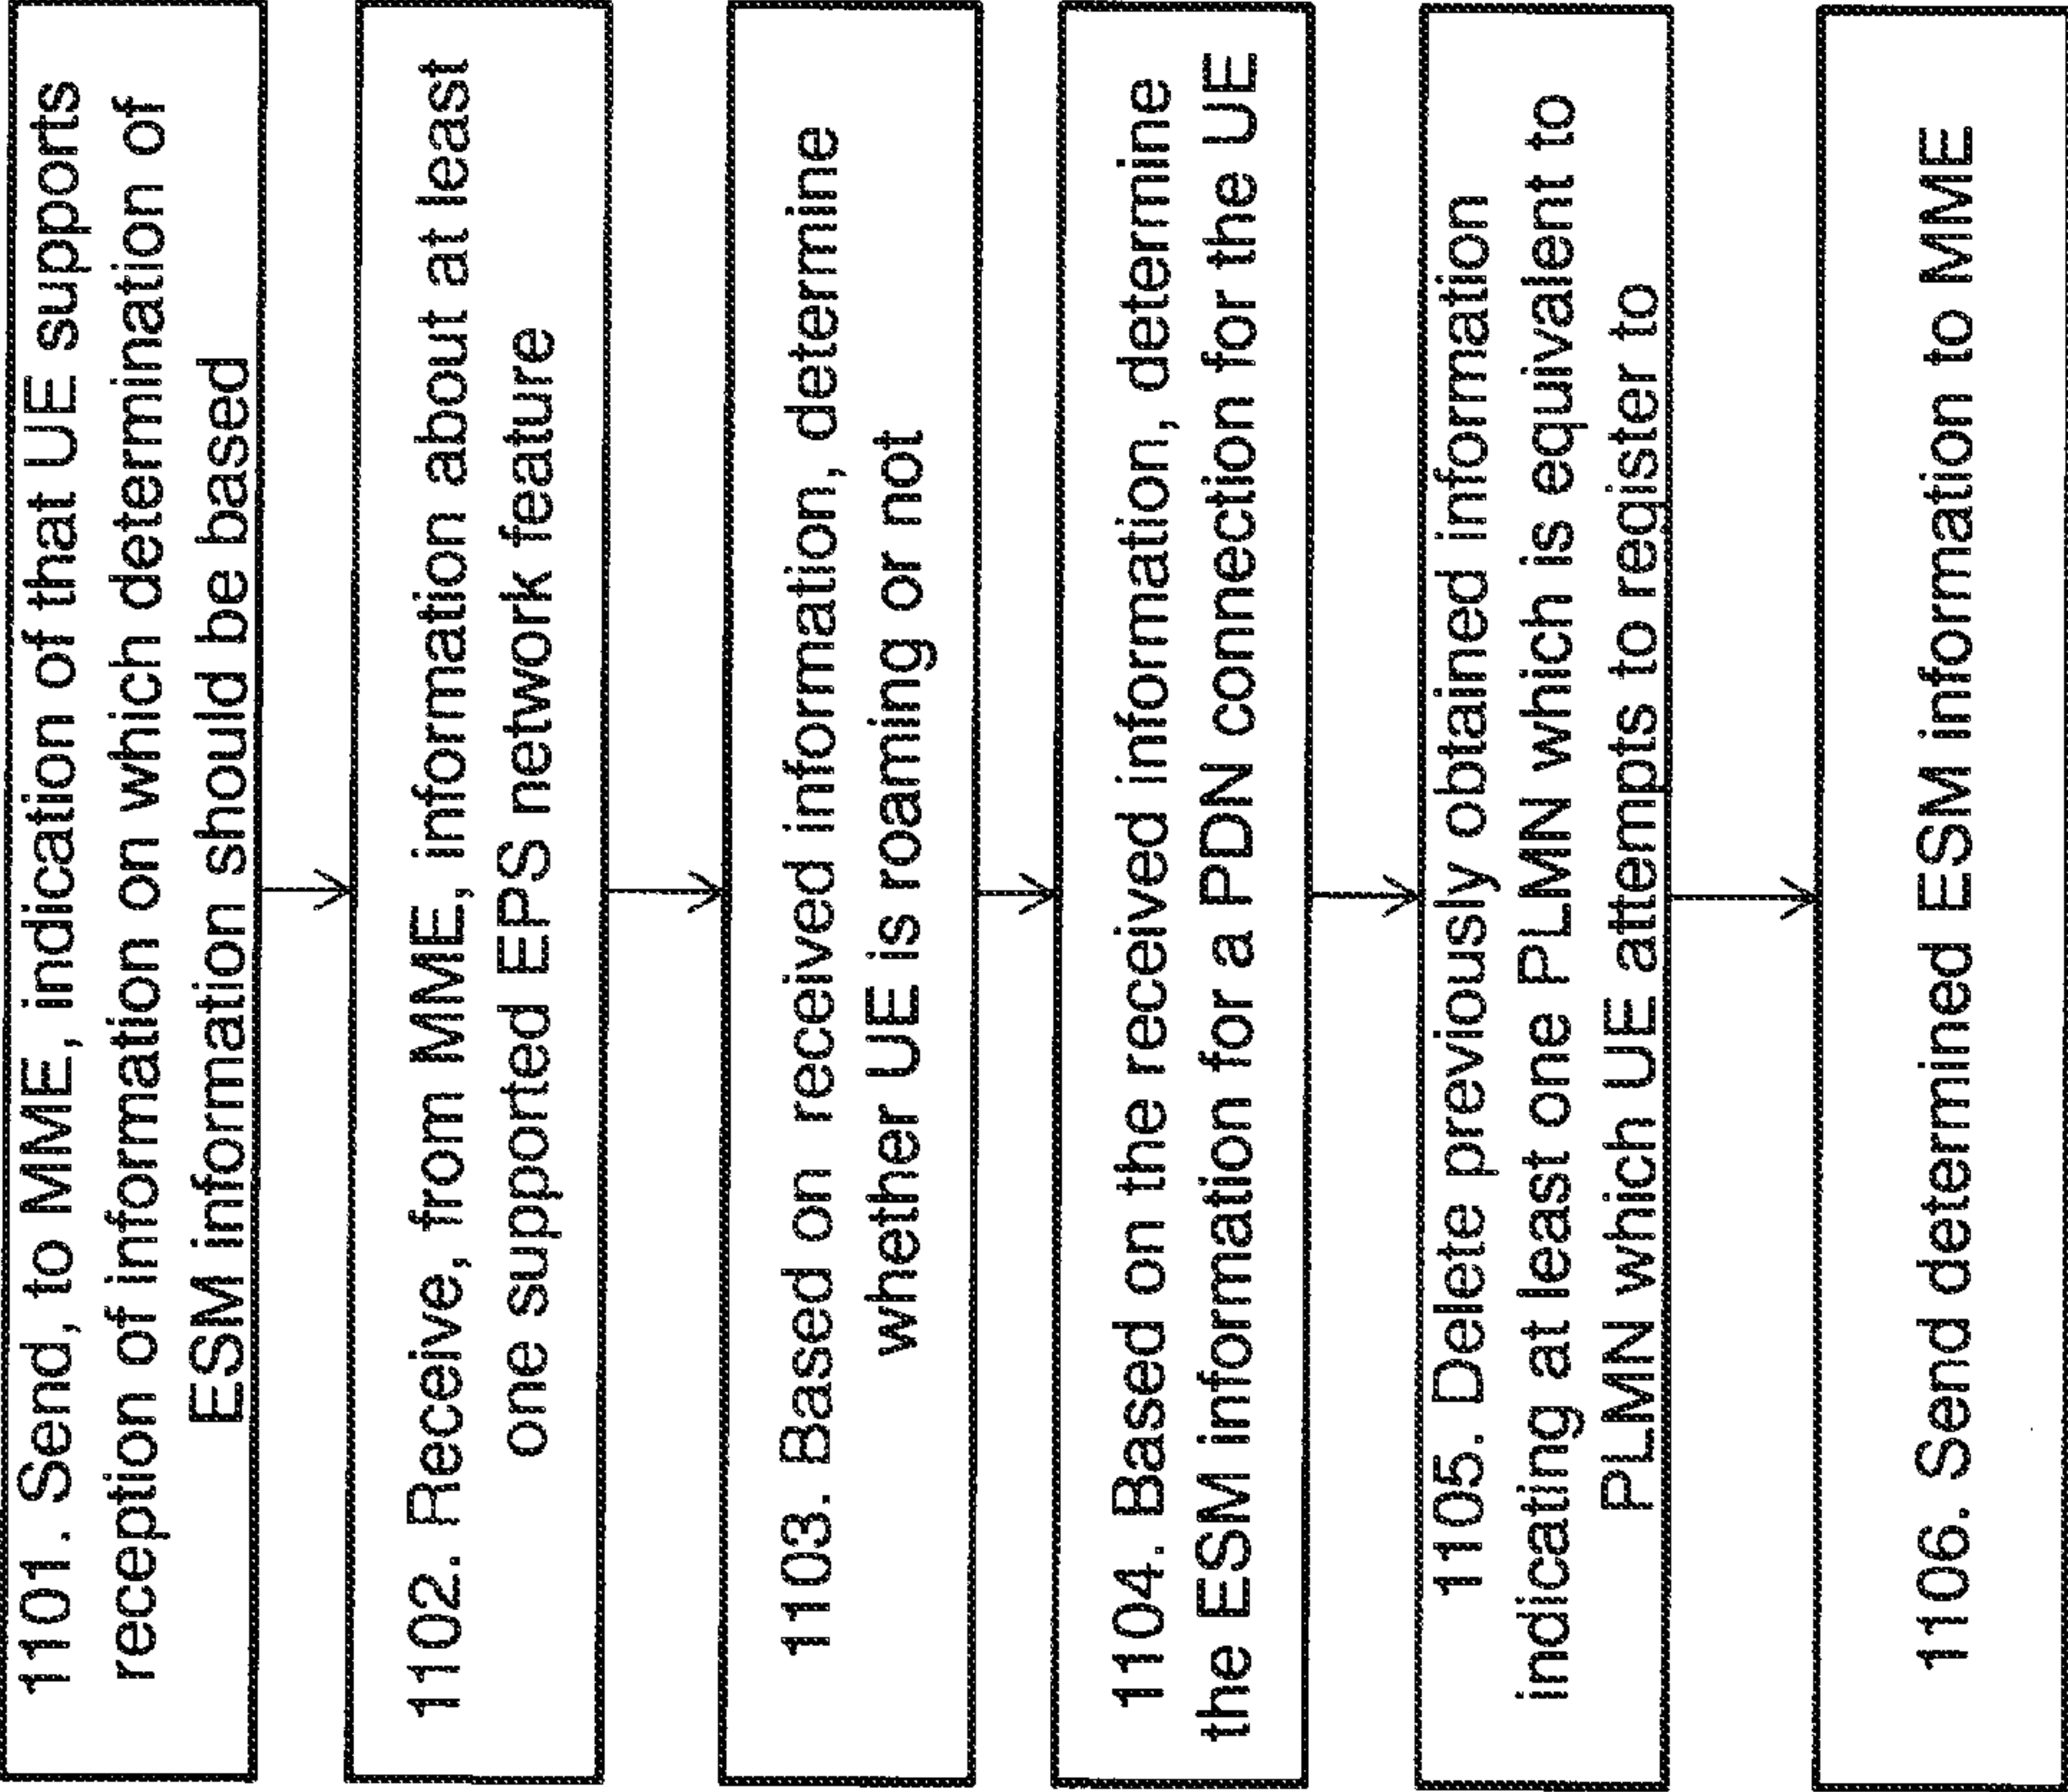 1101. Send, to MME, indication of that UE supports
reception of information on which determination of
ESM information should be based
1102. Receive, from MME, information about at least
one supported EPS network feature
1103. Based on received information, determine
whether UE is roaming or not
1104. Based on the received information, determine
the ESM information for a PDN connection for the UE
1105. Delete previously obtained information
indicating at least one PLMN which is equivalent to
PLMN which UE attempts to register to
1106. Send determined ESM information to MME